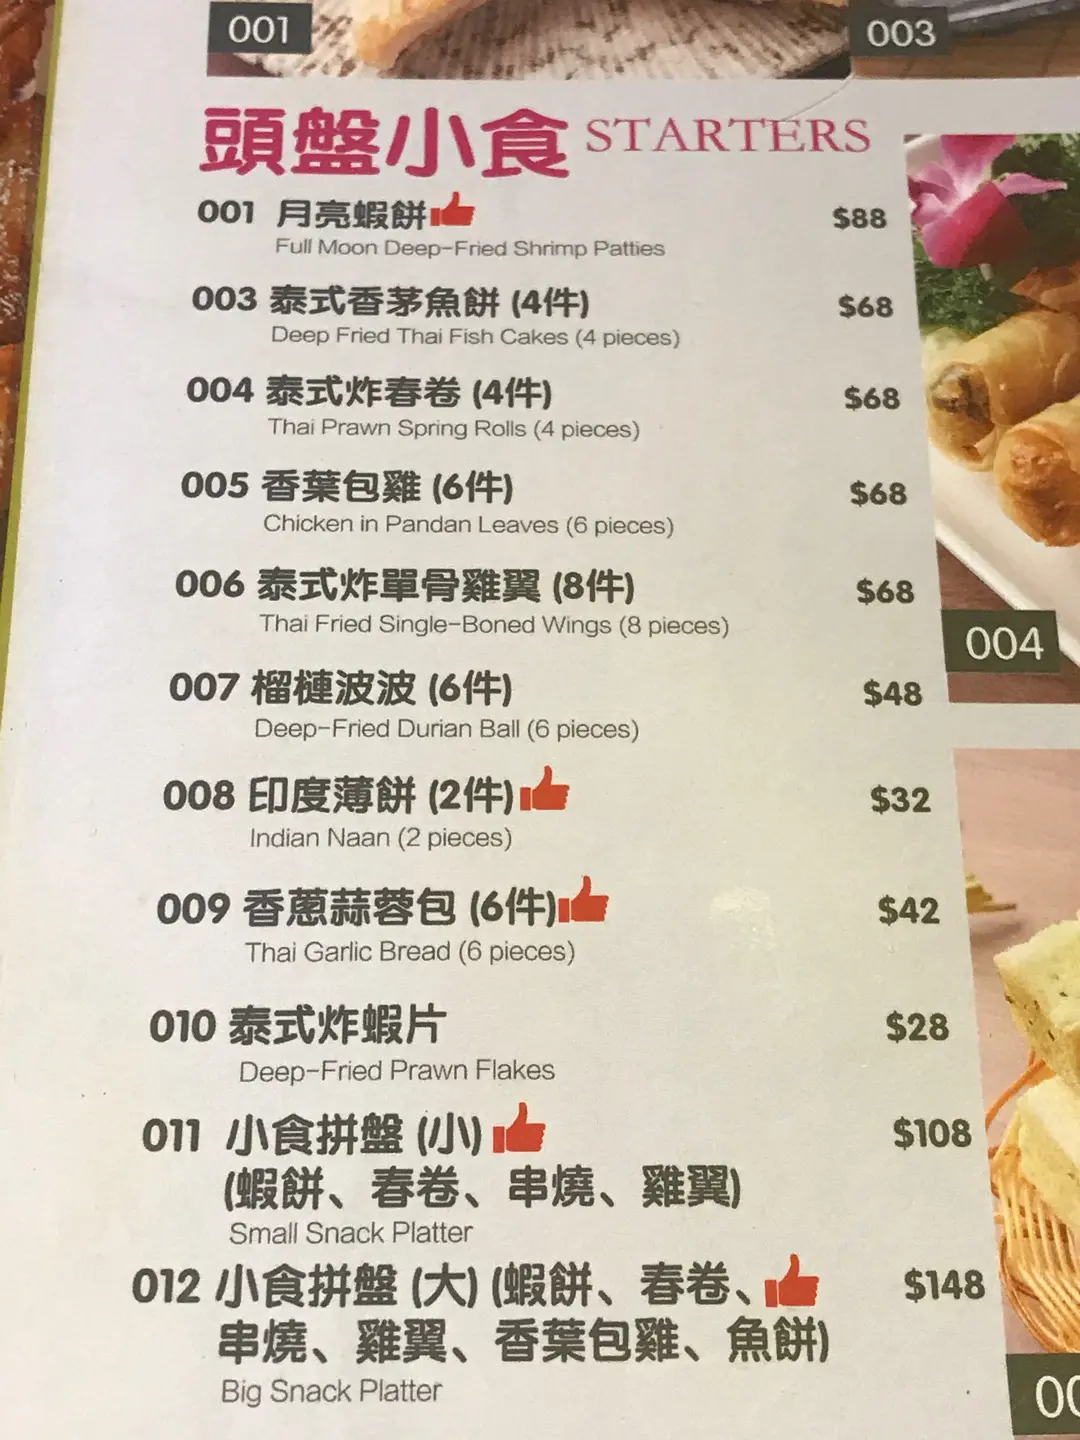 001
003
頭盤小食 STARTERS
001 月亮蝦餅 $88
Full Moon Deep-Fried Shrimp Patties
003 泰式香茅魚餅 (4件) $68
Deep Fried Thai Fish Cakes (4 pieces)
004 泰式炸春卷 (4件) $68
Thai Prawn Spring Rolls (4 pieces)
005 香葉包雞 (6件) $68
Chicken in Pandan Leaves (6 pieces)
006 泰式炸單骨雞翼 (8件) $68
Thai Fried Single-Boned Wings (8 pieces)
004
007 榴槤波波 (6件) $48
Deep-Fried Durian Ball (6 pieces)
008 印度薄餅 (2件) $32
Indian Naan (2 pieces)
009 香蔥蒜蓉包 (6件) $42
Thai Garlic Bread (6 pieces)
010 泰式炸蝦片 $28
Deep-Fried Prawn Flakes
011 小食拼盤 (小) $108
(蝦餅、春卷、串燒、雞翼)
Small Snack Platter
012 小食拼盤 (大) (蝦餅、春卷、 $148
串燒、雞翼、香葉包雞、魚餅)
Big Snack Platter